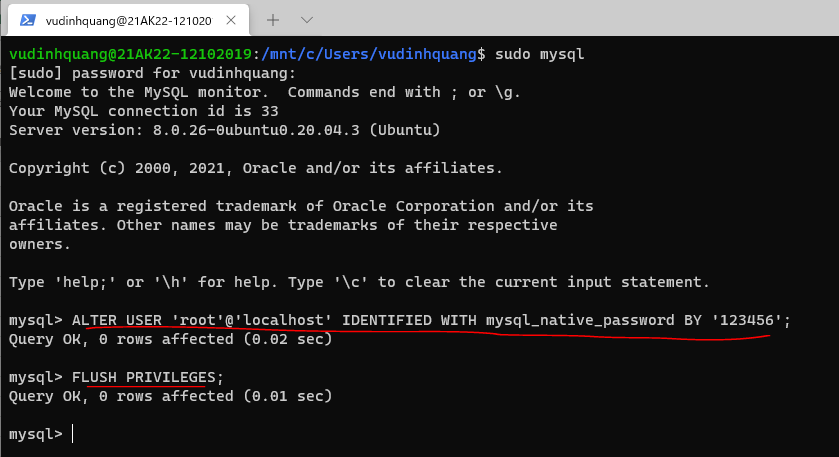 vudinhquang@21AK22-121020
vudinhquang@21AK22-12102019:/mnt/c/Users/vudinhquang$ sudo mysql
[sudo] password for vudinhquang:
Welcome to the MySQL monitor.  Commands end with ; or \g.
Your MySQL connection id is 33
Server version: 8.0.26-0ubuntu0.20.04.3 (Ubuntu)
Copyright (c) 2000, 2021, Oracle and/or its affiliates.
Oracle is a registered trademark of Oracle Corporation and/or its
affiliates. Other names may be trademarks of their respective
owners.
Type 'help;' or '\h' for help. Type '\c' to clear the current input statement.
mysql> ALTER USER 'root'@'localhost' IDENTIFIED WITH mysql_native_password BY '123456';
Query OK, 0 rows affected (0.02 sec)
mysql> FLUSH PRIVILEGES;
Query OK, 0 rows affected (0.01 sec)
mysql>